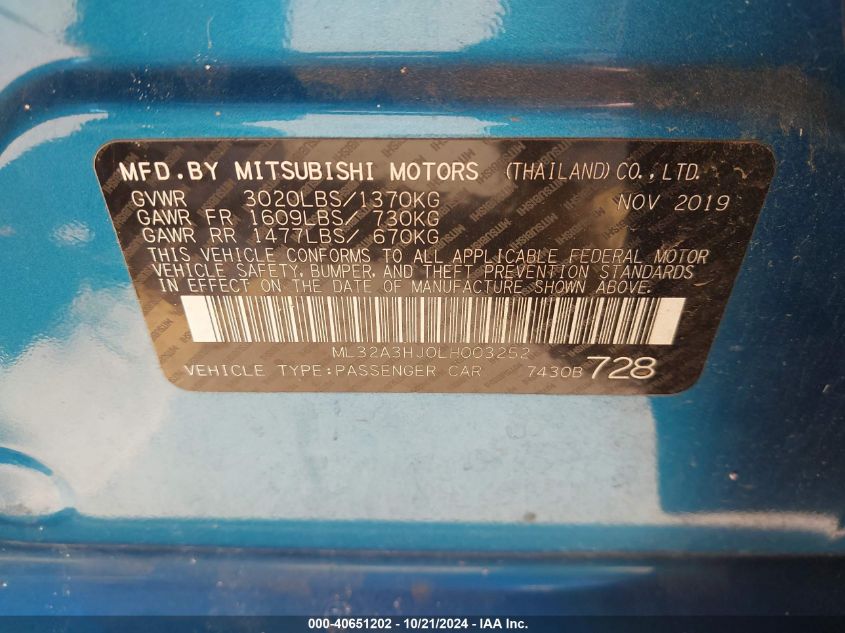 MFD.BY MITSUBISHI MOTORS (THAILAND)CO.,LTD.
GVWR 3020LBS/1370KG NOV 2019
GAWR FR 1609LBS/ 730KG
GAWR RR 1477LBS/ 670KG
THIS VEHICLE CONFORMS TO ALL APPLICABLE FEDERAL MOTOR
VEHICLE SAFETY, BUMPER, AND THEFT PREVENTION STANDARDS
IN EFFECT ON THE DATE OF MANUFACTURE SHOWN ABOVE.
ML32A3HJ0LH003252
VEHICLE TYPE:PASSENGER CAR 7430B 728
000-40651202 - 10/21/2024 - IAA Inc.